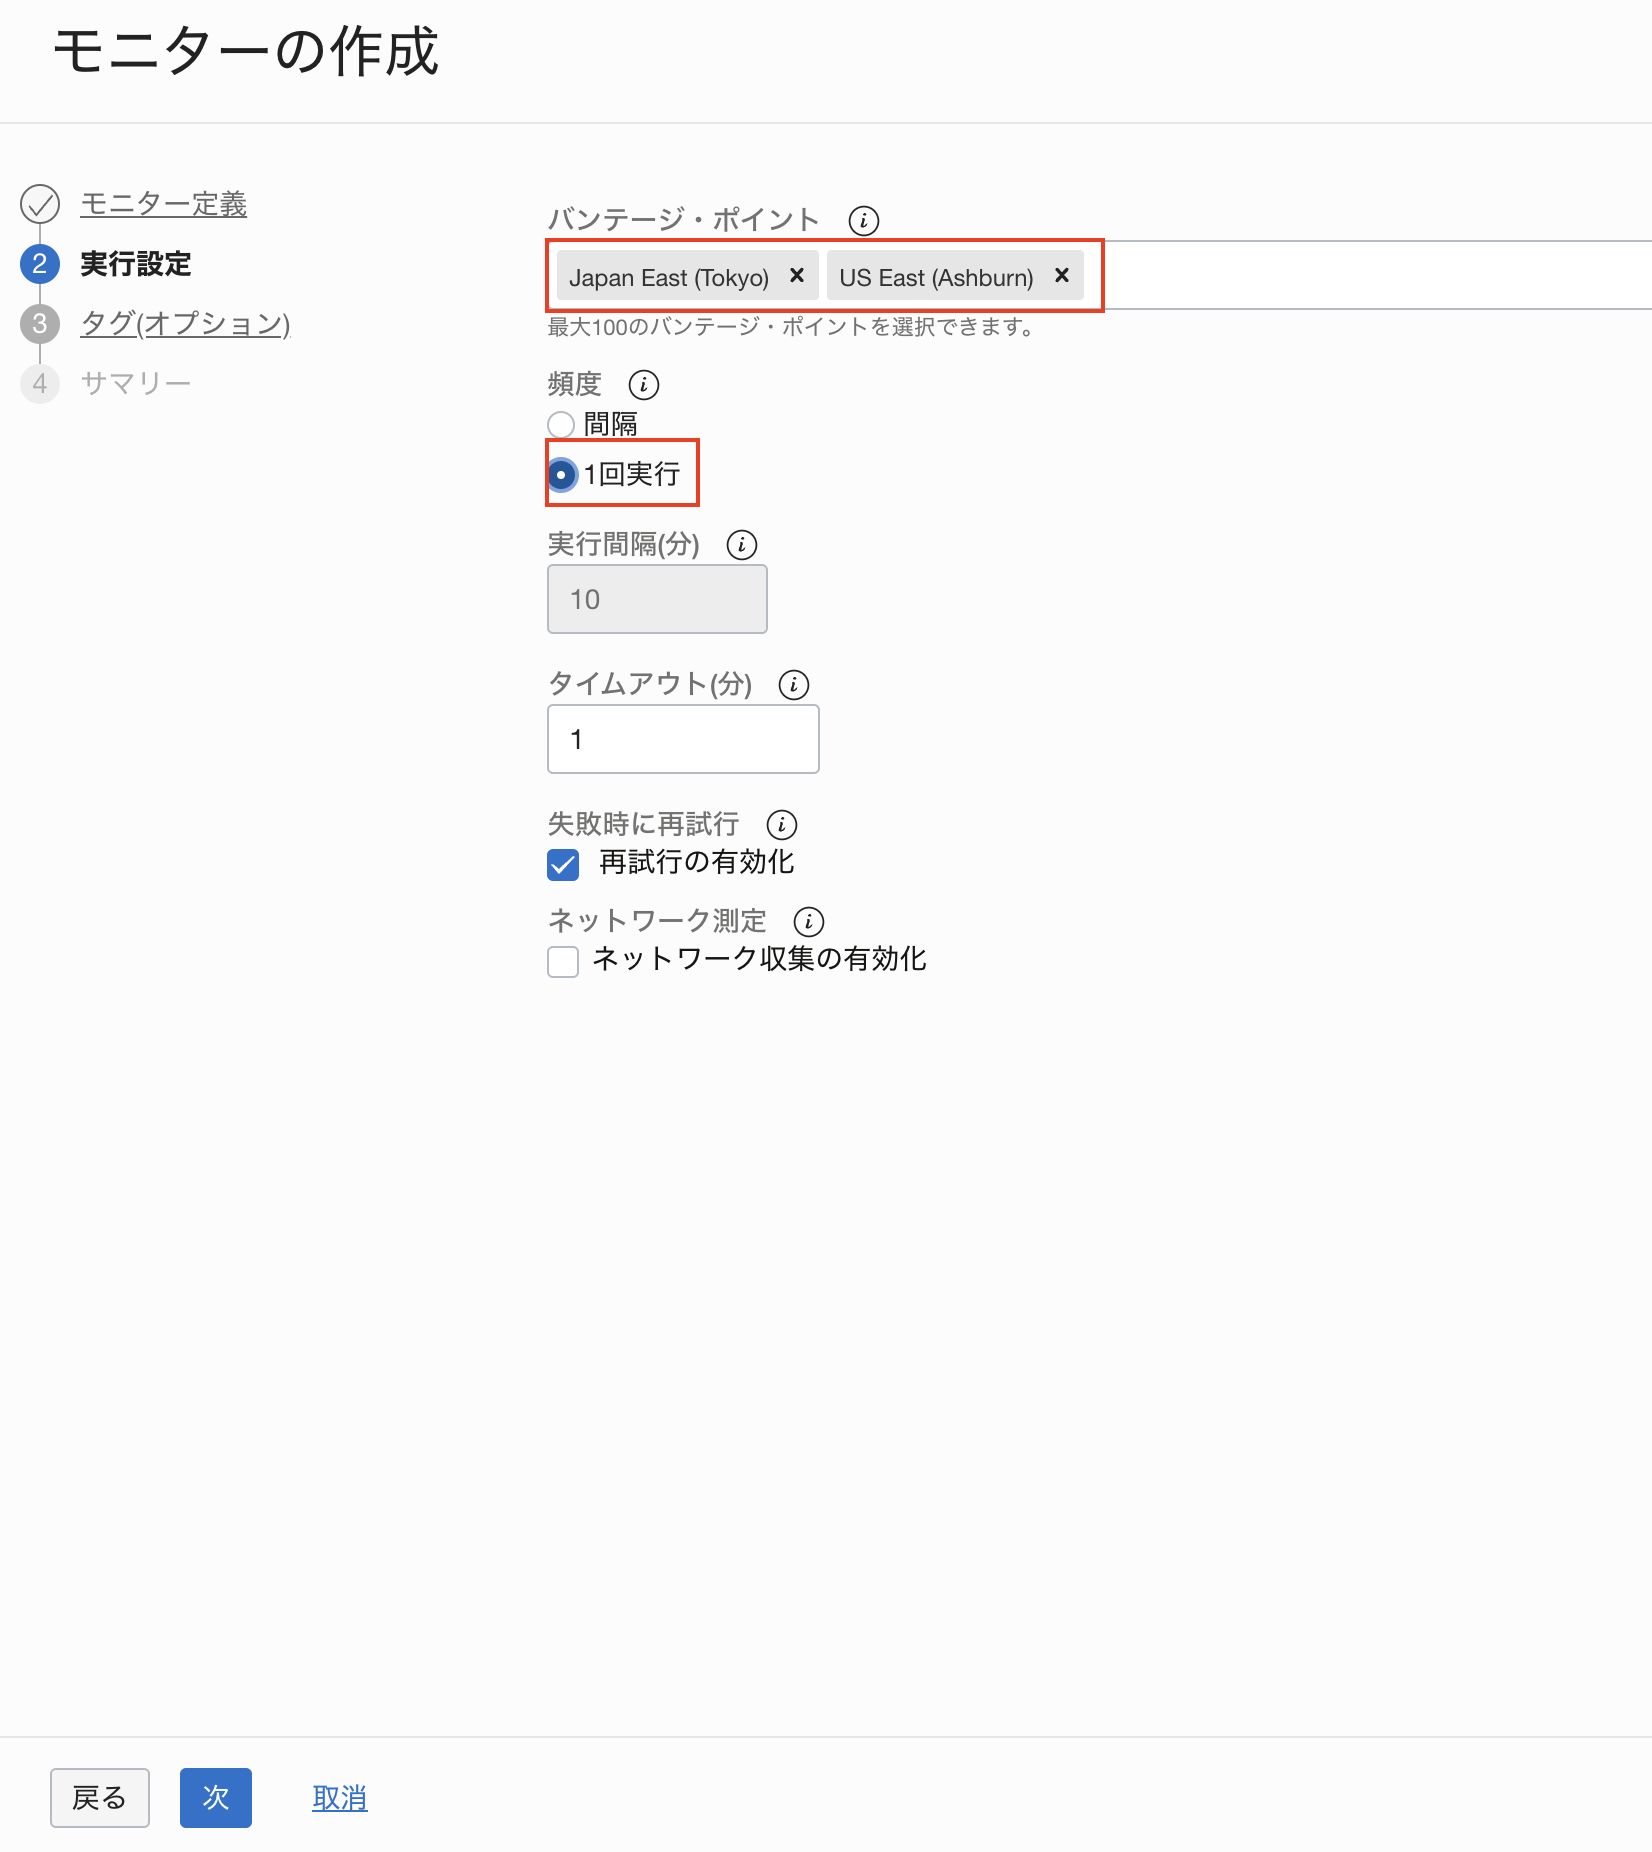 モニターの作成
モニター定義
2 実行設定
3 タグ(オプション)
4 サマリー
バンテージ・ポイント
Japan East (Tokyo) × US East (Ashburn) ×
最大100のバンテージ・ポイントを選択できます。
頻度
間隔
1回実行
実行間隔(分)
10
タイムアウト(分)
1
失敗時に再試行
再試行の有効化
ネットワーク測定
ネットワーク収集の有効化
戻る 次 取消